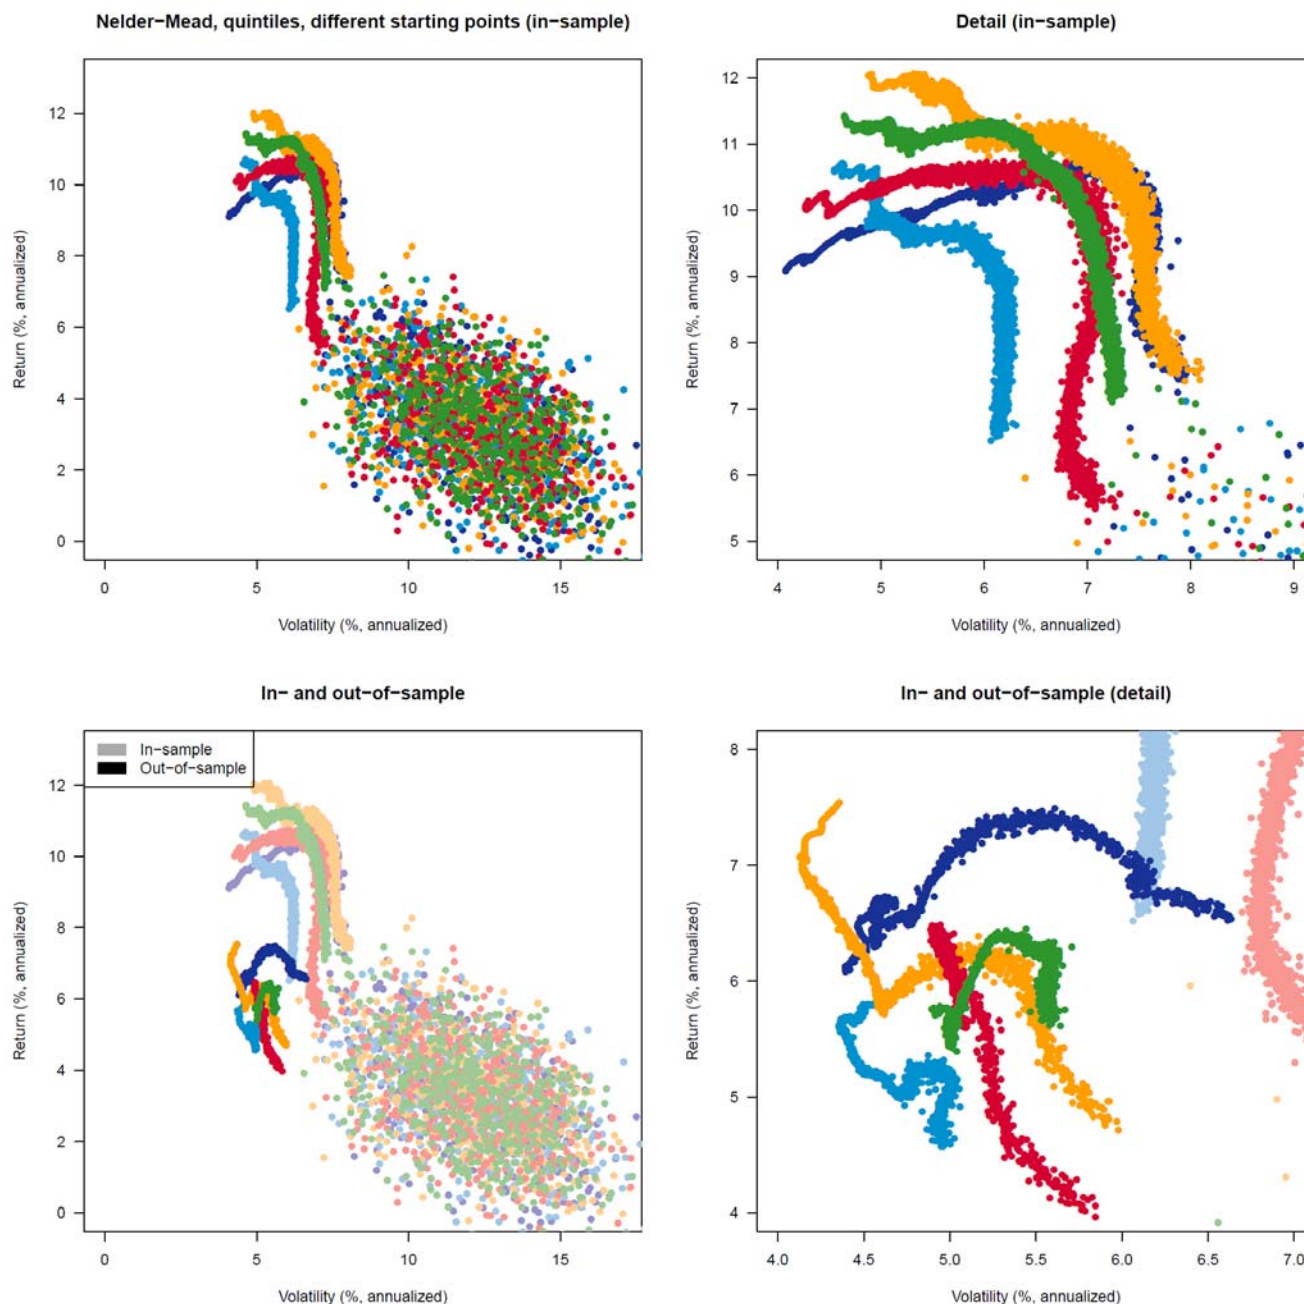 Nelder−Mead, quintiles, different starting points (in−sample)
12
10
8
6
4
2
0
Return (%, annualized)
0 5 10 15
Volatility (%, annualized)
Detail (in−sample)
12
11
10
9
8
7
6
5
Return (%, annualized)
4 5 6 7 8 9
Volatility (%, annualized)
In− and out−of−sample
In−sample
Out−of−sample
12
10
8
6
4
2
0
Return (%, annualized)
0 5 10 15
Volatility (%, annualized)
In− and out−of−sample (detail)
8
7
6
5
4
Return (%, annualized)
4.0 4.5 5.0 5.5 6.0 6.5 7.0
Volatility (%, annualized)